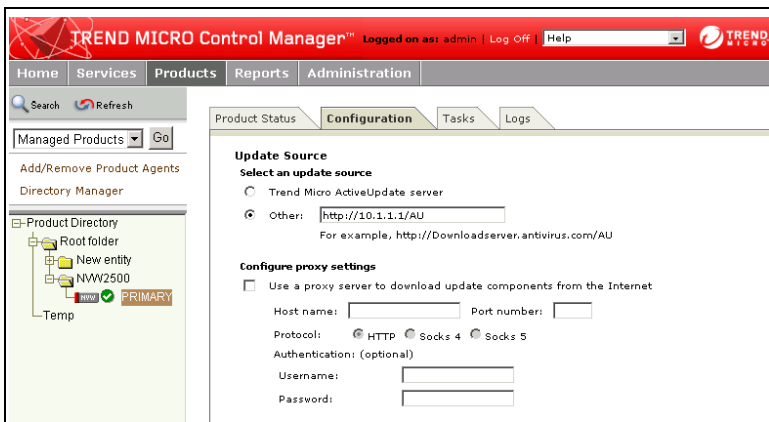 TREND MICRO Control Manager™ Logged on as: admin | Log Off | Help
TREND
MICRO
Home Services Products Reports Administration
Search Refresh
Managed Products Go
Add/Remove Product Agents
Directory Manager
Product Directory
Root folder
New entity
NVW2500
NVW PRIMARY
Temp
Product Status Configuration Tasks Logs
Update Source
Select an update source
Trend Micro ActiveUpdate server
Other: http://10.1.1.1/AU
For example, http://Downloadserver.antivirus.com/AU
Configure proxy settings
Use a proxy server to download update components from the Internet
Host name: Port number:
Protocol: HTTP Socks 4 Socks 5
Authentication: (optional)
Username:
Password: